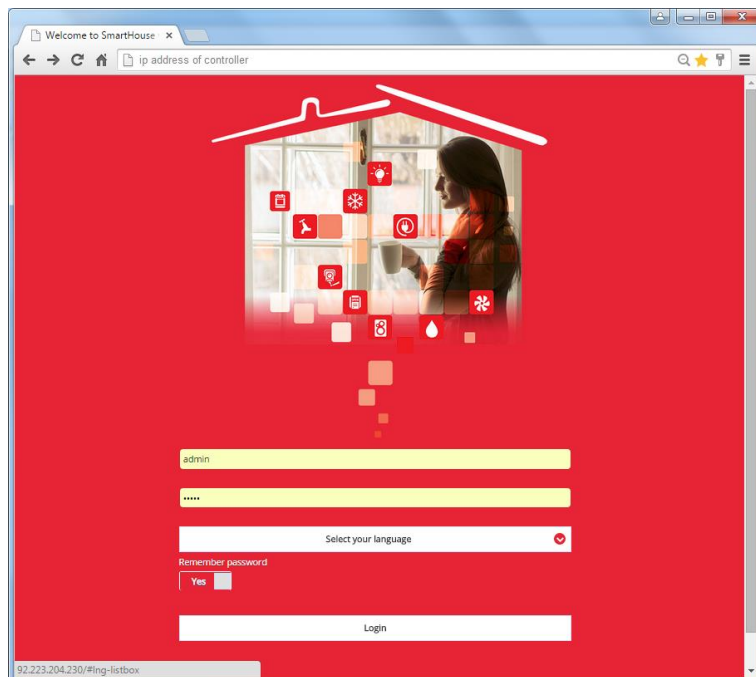 Welcome to SmartHouse
ip address of controller
admin
•••••
Select your language
Remember password
Yes
Login
92.223.204.230/#lng-listbox